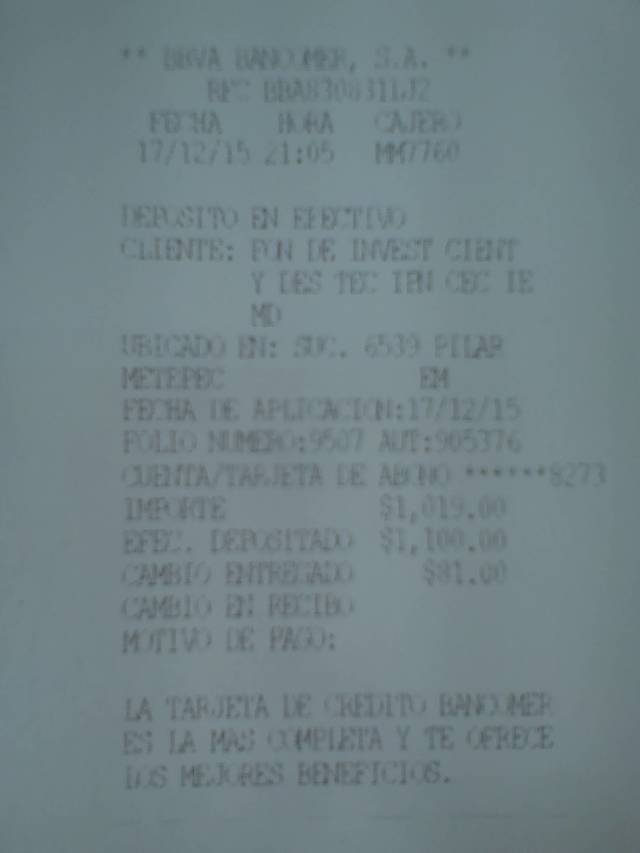 ** BBVA BANCOMER, S.A. **
RFC BBA830831LJ2
FECHA HORA CAJERO
17/12/15 21:05 MM7760
DEPOSITO EN EFECTIVO
CLIENTE: FON DE INVEST CIENT
Y DES TEC IPN CEC IE
MD
UBICADO EN: SUC. 6539 PILAR
METEPEC EM
FECHA DE APLICACION:17/12/15
FOLIO NUMERO:9507 AUT:905376
CUENTA/TARJETA DE ABONO ******8273
IMPORTE $1,019.00
EFEC. DEPOSITADO $1,100.00
CAMBIO ENTREGADO $81.00
CAMBIO EN RECIBO
MOTIVO DE PAGO:
LA TARJETA DE CREDITO BANCOMER
ES LA MAS COMPLETA Y TE OFRECE
LOS MEJORES BENEFICIOS.